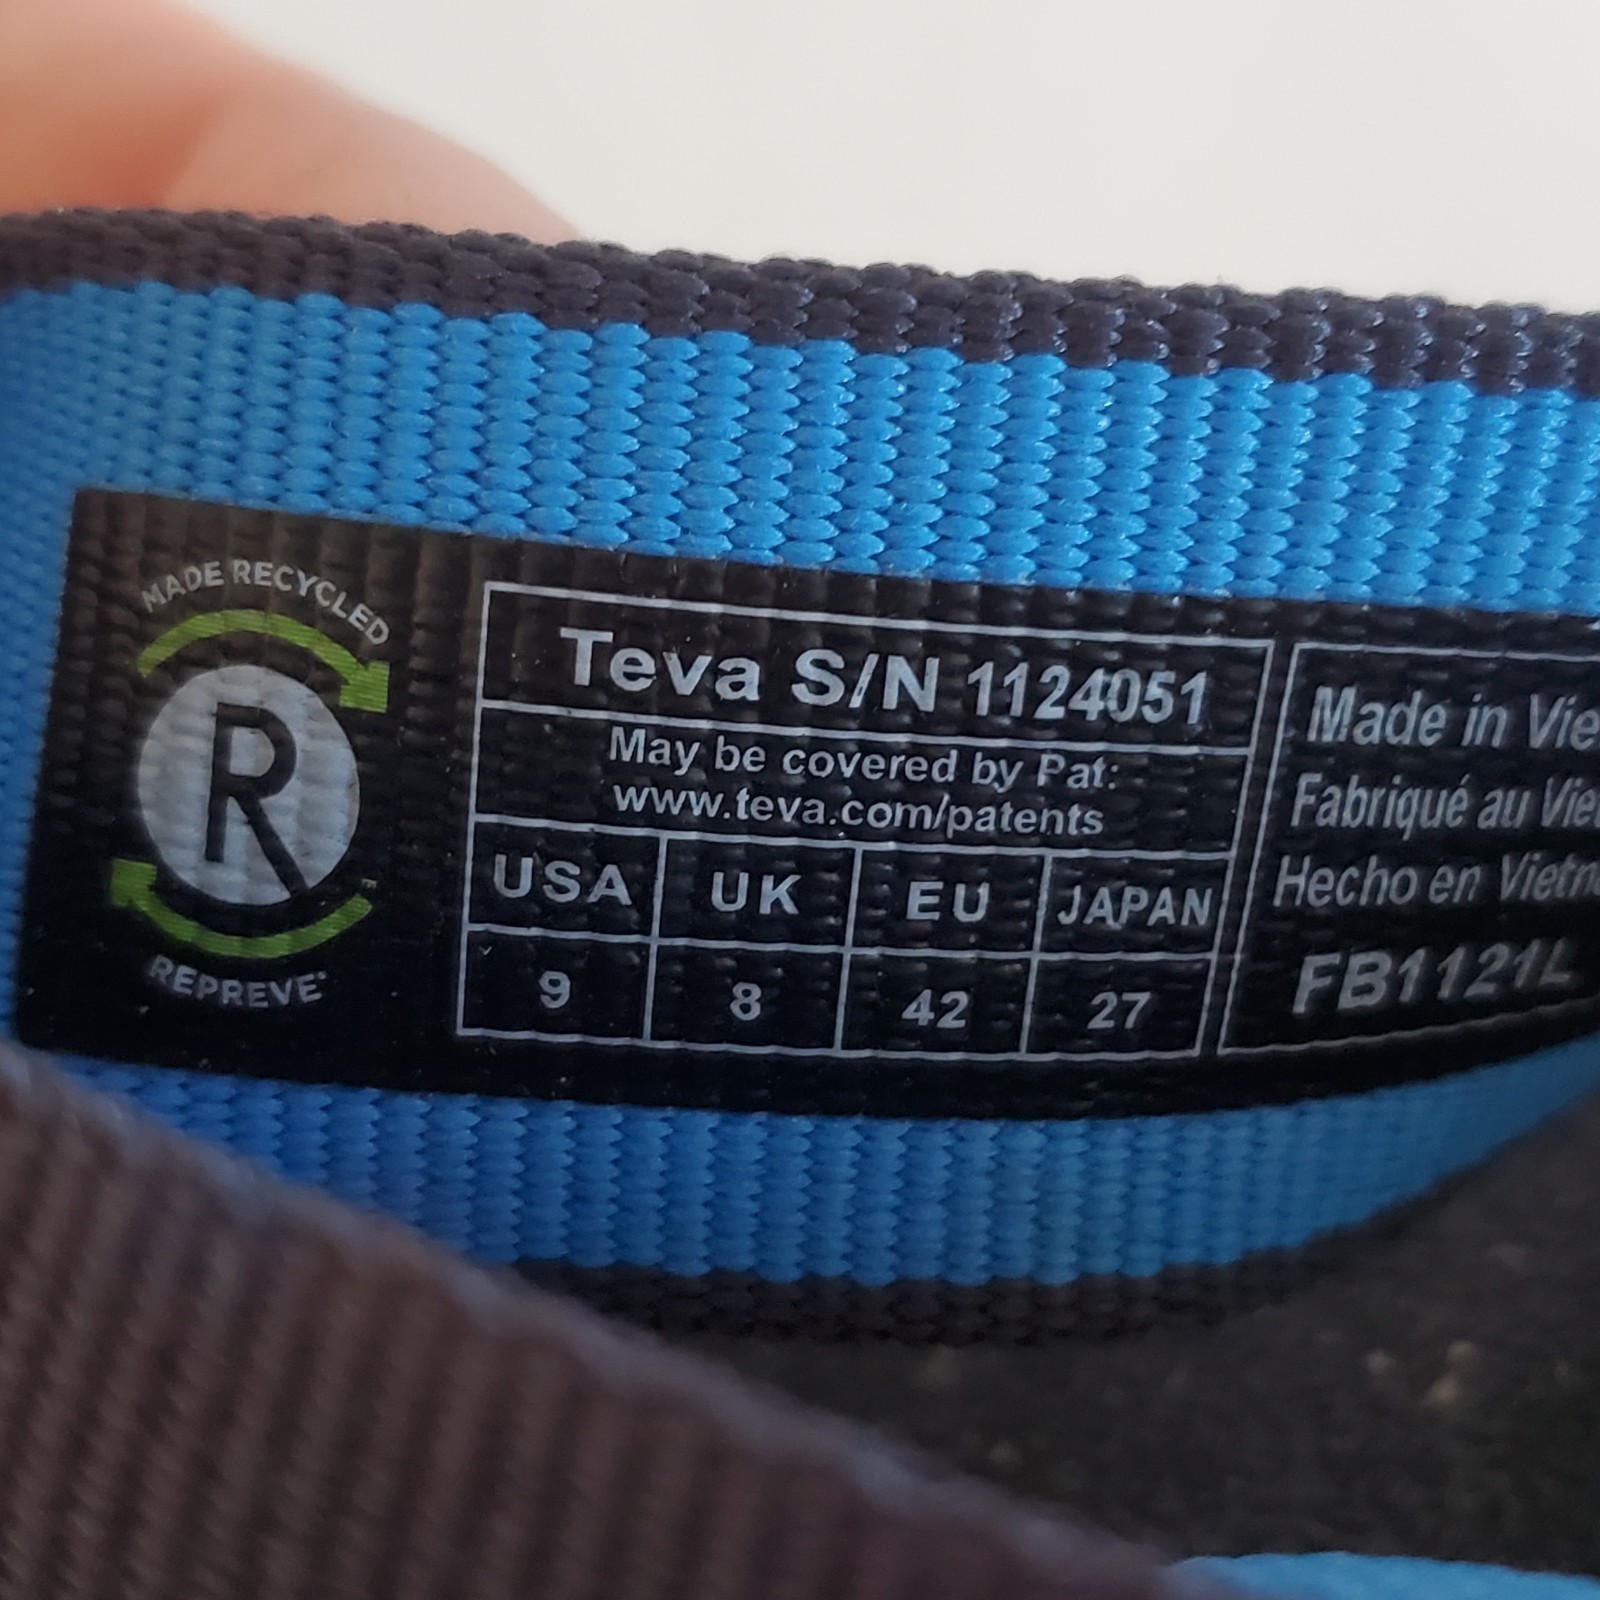 MADE RECYCLED
R
REPREVE
Teva S/N 1124051
May be covered by Pat:
www.teva.com/patents
USA UK EU JAPAN
9 8 42 27
Made in Vie
Fabriqué au Vie
Hecho en Vietn
FB1121L